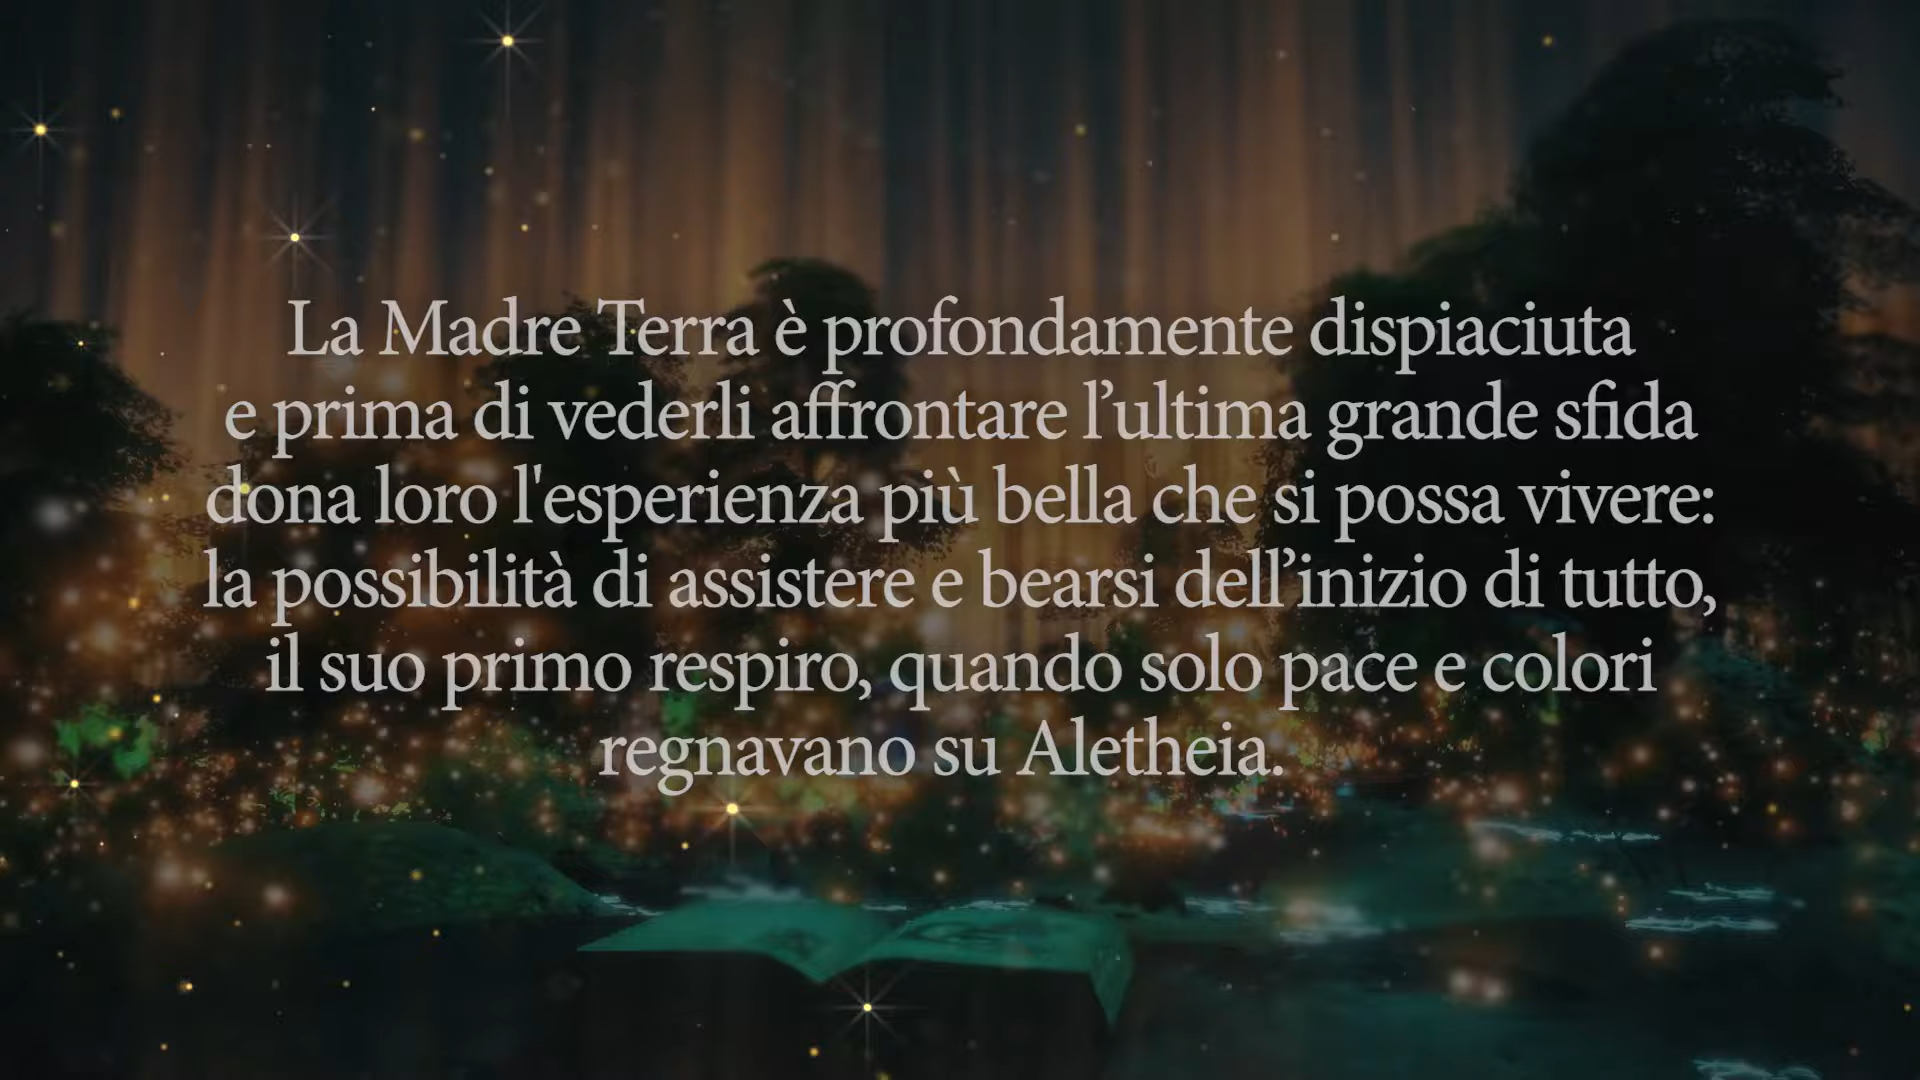 La Madre Terra è profondamente dispiaciuta
e prima di vederli affrontare l’ultima grande sfida
dona loro l'esperienza più bella che si possa vivere:
la possibilità di assistere e bearsi dell’inizio di tutto,
il suo primo respiro, quando solo pace e colori
regnavano su Aletheia.